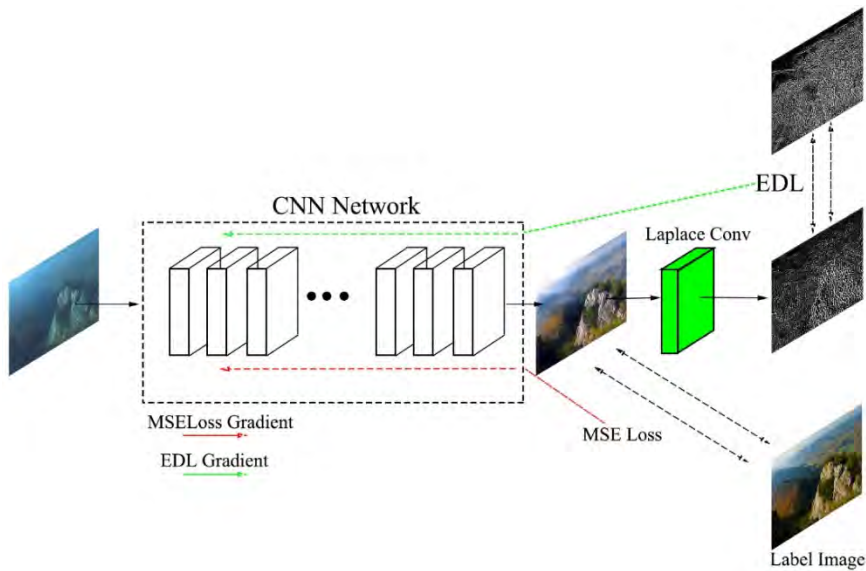 EDL
CNN Network
Laplace Conv
MSELoss Gradient
MSE Loss
EDL Gradient
Label Image